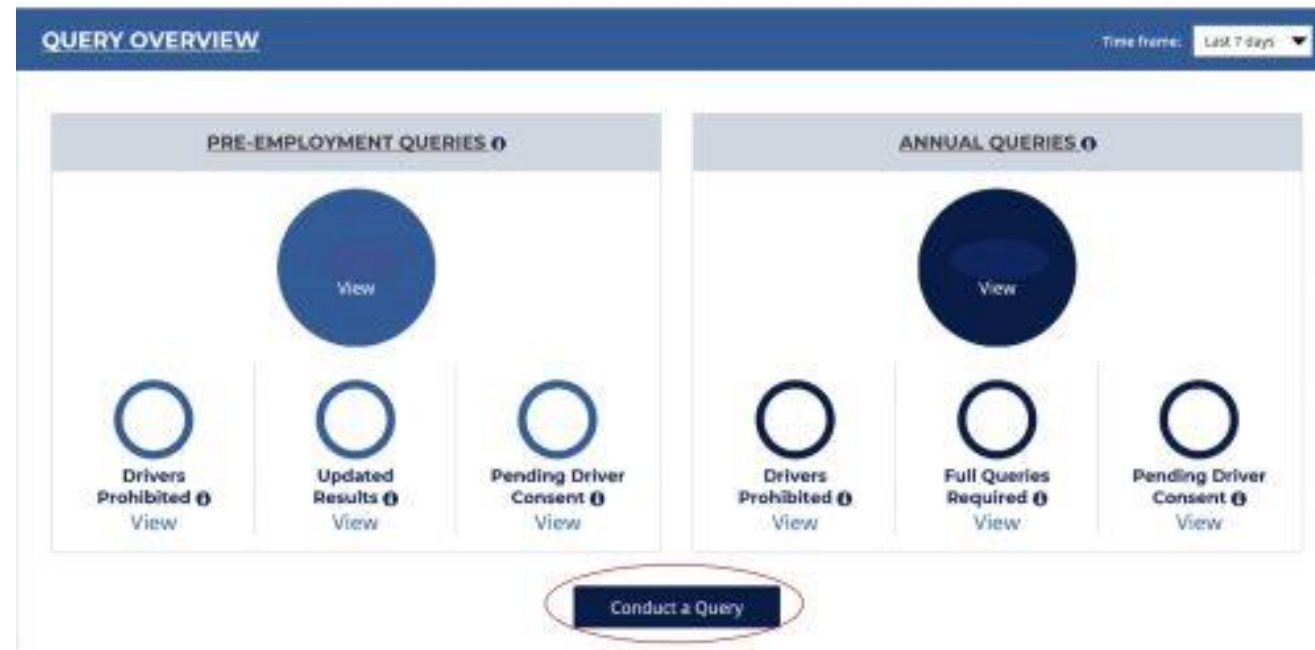 QUERY OVERVIEW
Time frame: Last 7 days
PRE-EMPLOYMENT QUERIES
View
Drivers Prohibited
View
Updated Results
View
Pending Driver Consent
View
ANNUAL QUERIES
View
Drivers Prohibited
View
Full Queries Required
View
Pending Driver Consent
View
Conduct a Query